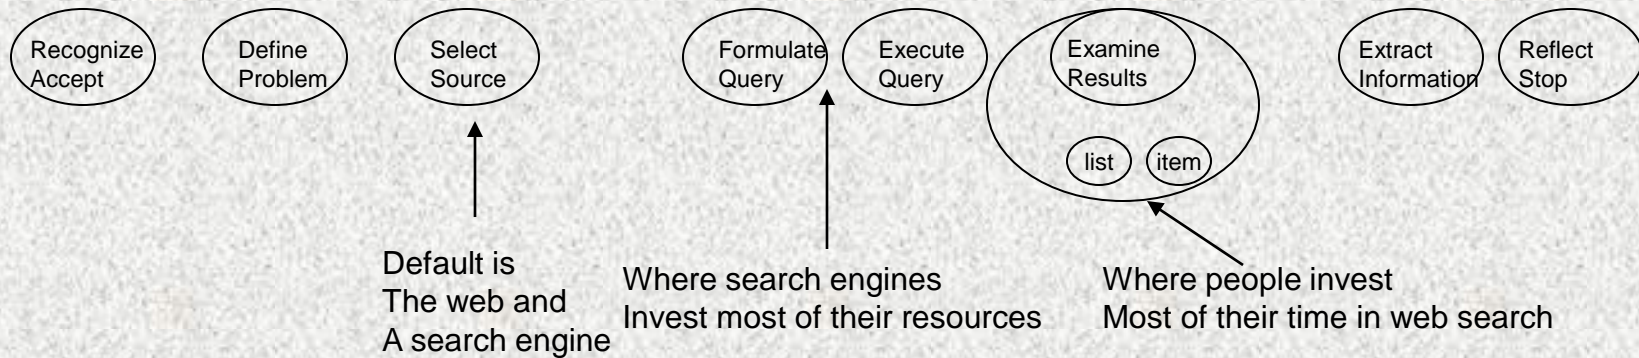 Recognize
Accept
Define
Problem
Select
Source
Formulate
Query
Execute
Query
Examine
Results
list
item
Extract
Information
Reflect
Stop
Default is
The web and
A search engine
Where search engines
Invest most of their resources
Where people invest
Most of their time in web search